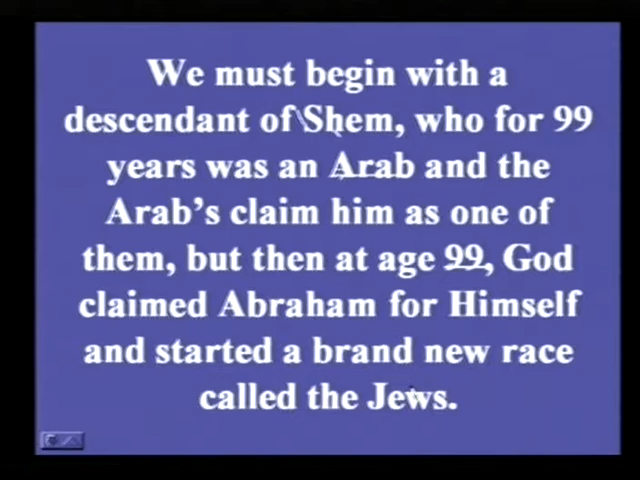 We must begin with a
descendant of Shem, who for 99
years was an Arab and the
Arab's claim him as one of
them, but then at age 99, God
claimed Abraham for Himself
and started a brand new race
called the Jews.